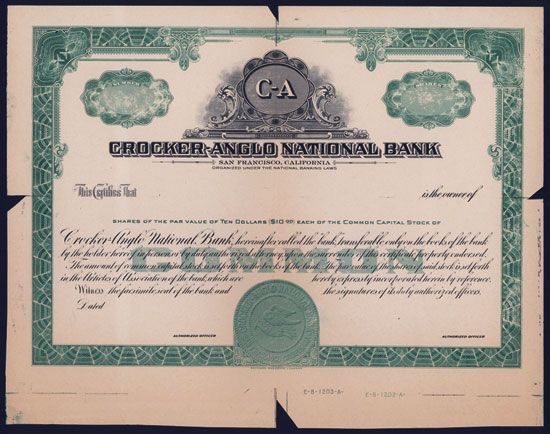 NUMBER
SHARES
C-A
CROCKER-ANGLO NATIONAL BANK
SAN FRANCISCO, CALIFORNIA
ORGANIZED UNDER THE NATIONAL BANKING LAWS
This Certifies That
is the owner of
SHARES OF THE PAR VALUE OF TEN DOLLARS ($10.00) EACH OF THE COMMON CAPITAL STOCK OF
Crocker-Anglo National Bank, hereinafter called the bank, transferable only on the books of the bank
by the holder hereof in person or by duly authorized attorney upon the surrender of this certificate properly endorsed.
The amount of common capital stock is set forth on the books of the bank. The par value of the shares of said stock is set forth
in the Articles of Association of the bank, which are hereby expressly incorporated herein by reference.
Witness the facsimile seal of the bank and the signatures of its duly authorized officers.
Dated
AUTHORIZED OFFICER
AUTHORIZED OFFICER
E-8-1203-A-
E-8-1203-A-